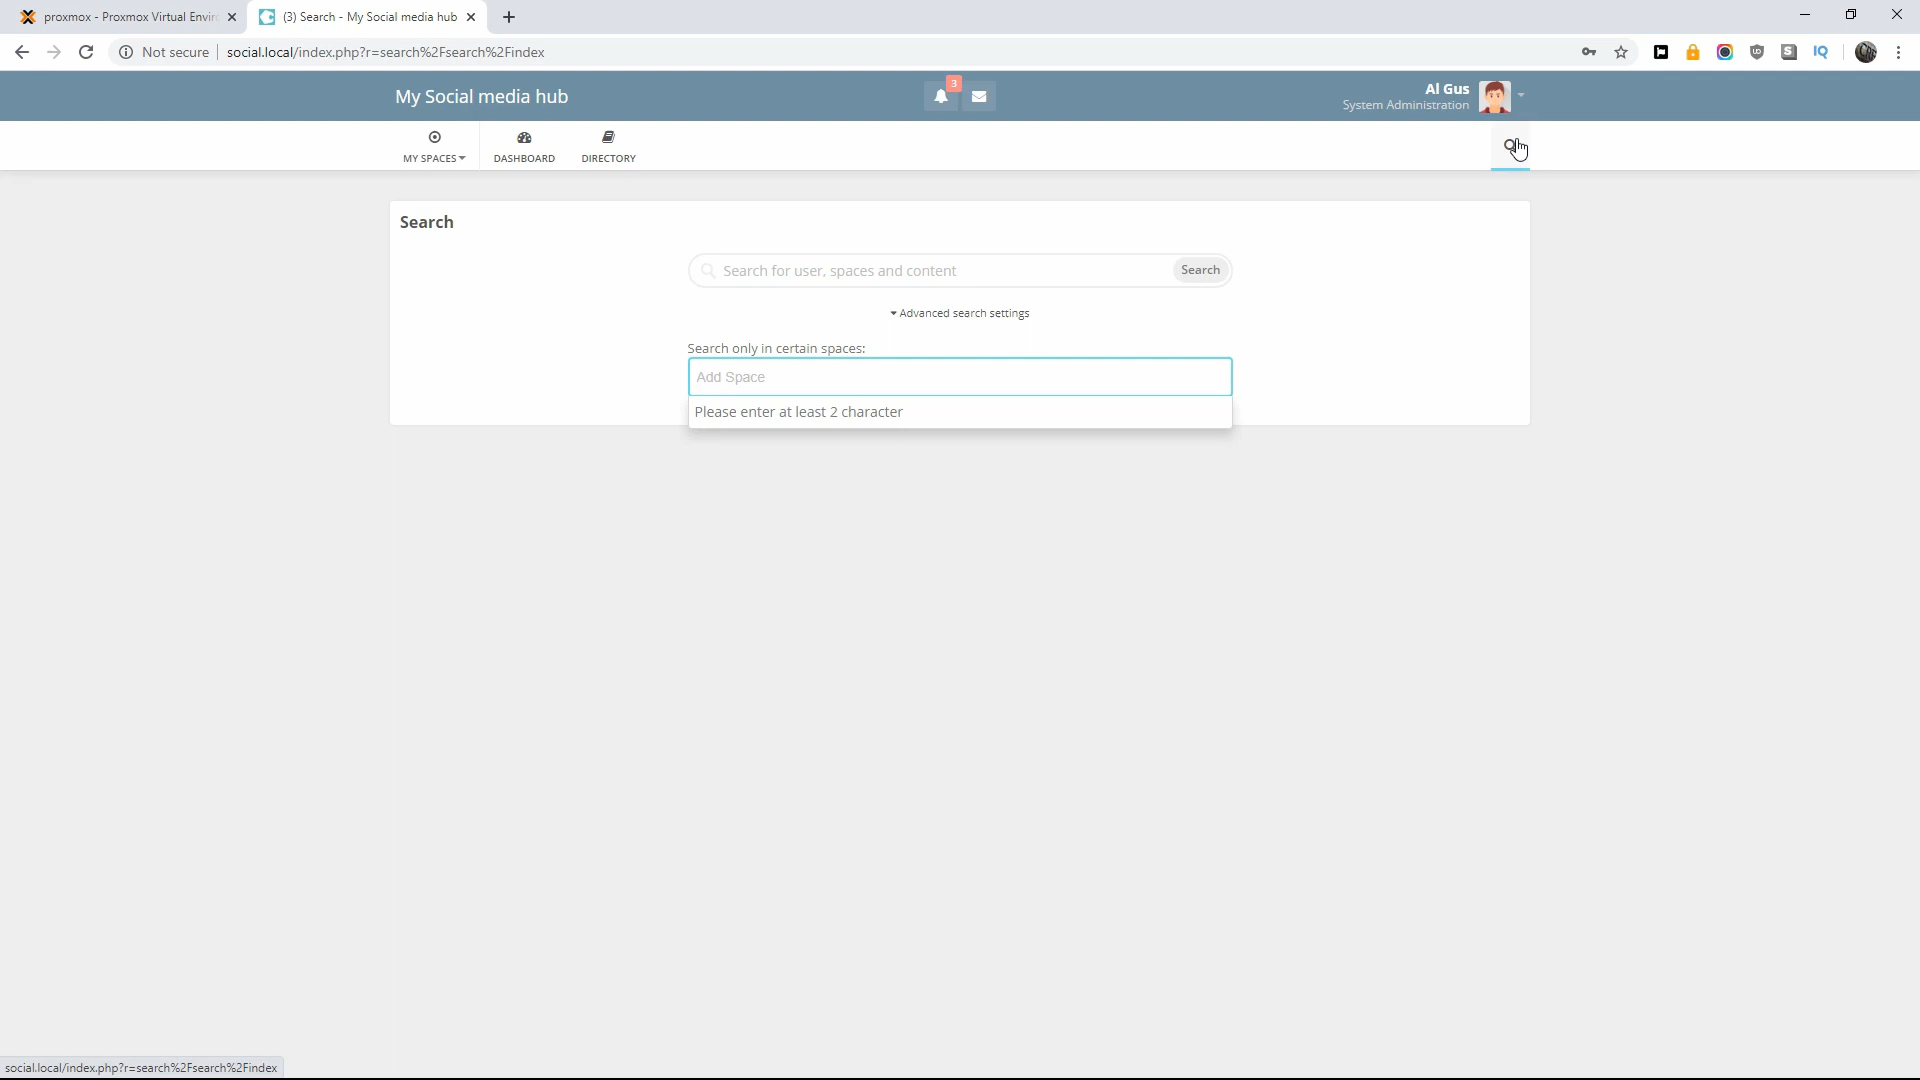 proxmox - Proxmox Virtual Envir
(3) Search - My Social media hub
Not secure
social.local/index.php?r=search%2Fsearch%2Findex
IQ
My Social media hub
3
Al Gus
System Administration
MY SPACES
DASHBOARD
DIRECTORY
Search
Search for user, spaces and content
Search
Advanced search settings
Search only in certain spaces:
Add Space
Please enter at least 2 character
social.local/index.php?r=search%2Fsearch%2Findex